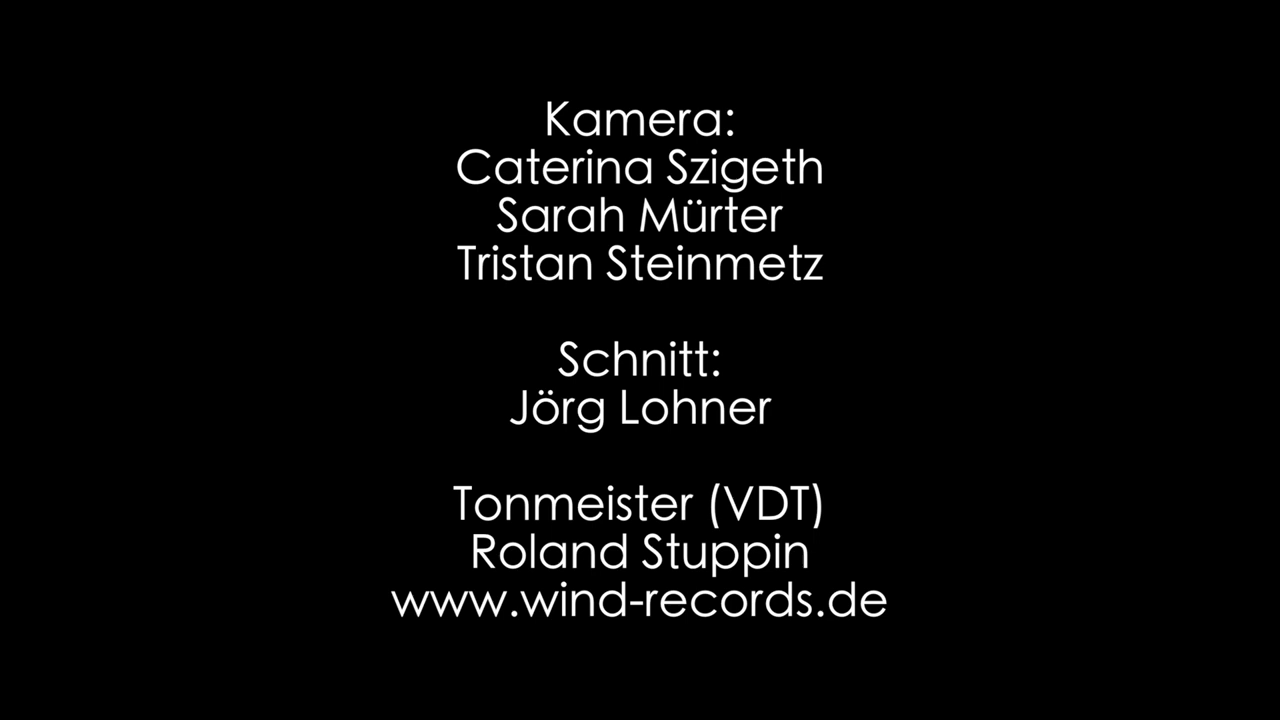 Kamera:
Caterina Szigeth
Sarah Mürter
Tristan Steinmetz
Schnitt:
Jörg Lohner
Tonmeister (VDT)
Roland Stuppin
www.wind-records.de